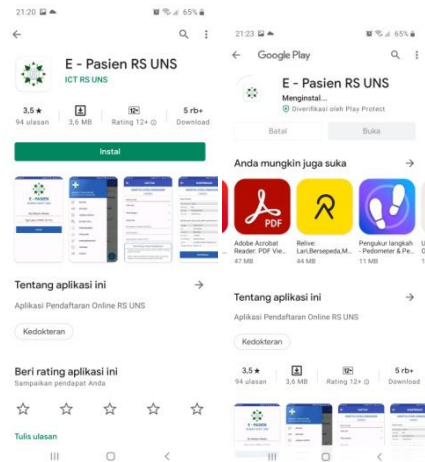 21:20
65%
E - Pasien RS UNS
ICT RS UNS
3,5 ★
94 ulasan
3,6 MB
12+
Rating 12+
5 rb+
Download
Instal
E - PASIEN
Tentang aplikasi ini
Aplikasi Pendaftaran Online RS UNS
Kedokteran
Beri rating aplikasi ini
Sampaikan pendapat Anda
Tulis ulasan
21:23
65%
Google Play
E - Pasien RS UNS
Menginstal...
Diverifikasi oleh Play Protect
Batal
Buka
Anda mungkin juga suka
PDF
Adobe Acrobat
Reader: PDF Vie...
47 MB
Relive:
Lari,Bersepeda,M...
44 MB
Pengukur langkah
- Pedometer & Pe...
11 MB
Tentang aplikasi ini
Aplikasi Pendaftaran Online RS UNS
Kedokteran
3,5 ★
94 ulasan
3,6 MB
12+
Rating 12+
5 rb+
Download
E - PASIEN